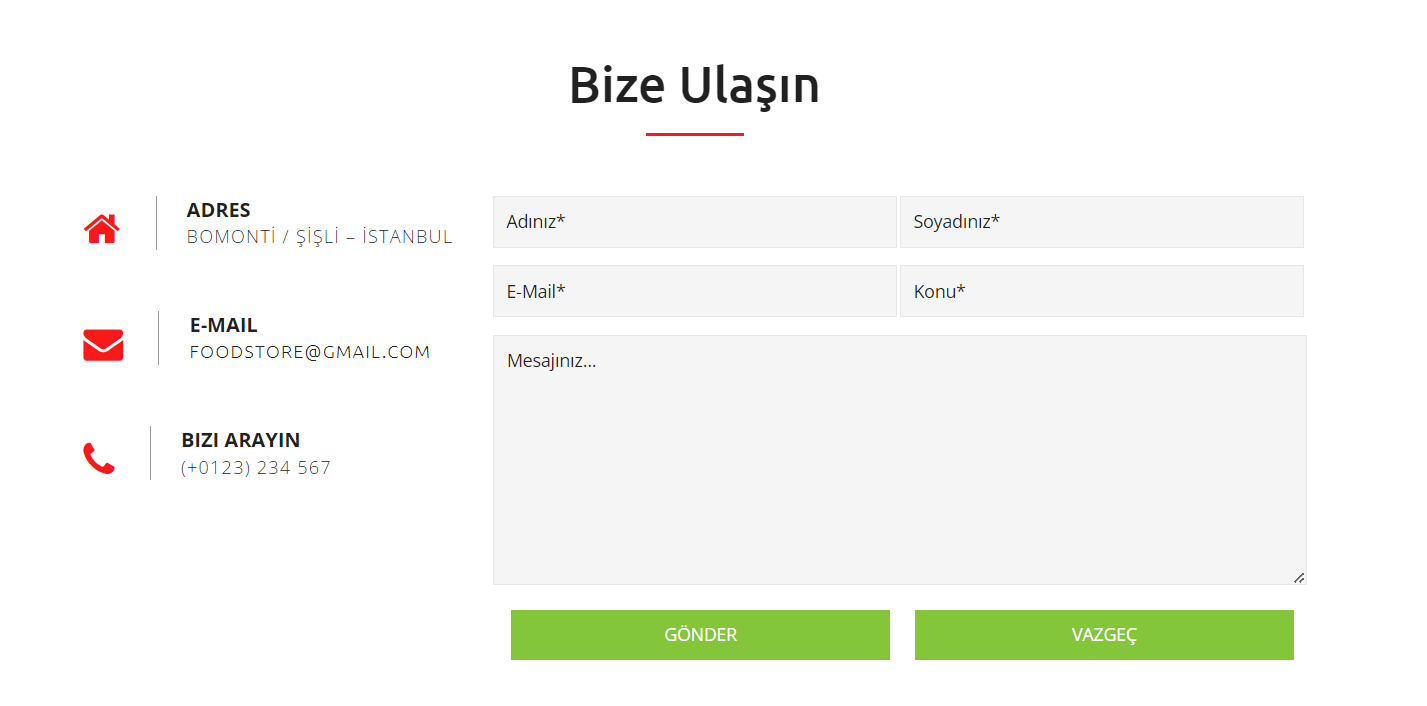 Bize Ulaşın
ADRES
BOMONTİ / ŞİŞLİ – İSTANBUL
E-MAIL
FOODSTORE@GMAIL.COM
BIZI ARAYIN
(+0123) 234 567
Adınız*
Soyadınız*
E-Mail*
Konu*
Mesajınız...
GÖNDER
VAZGEÇ